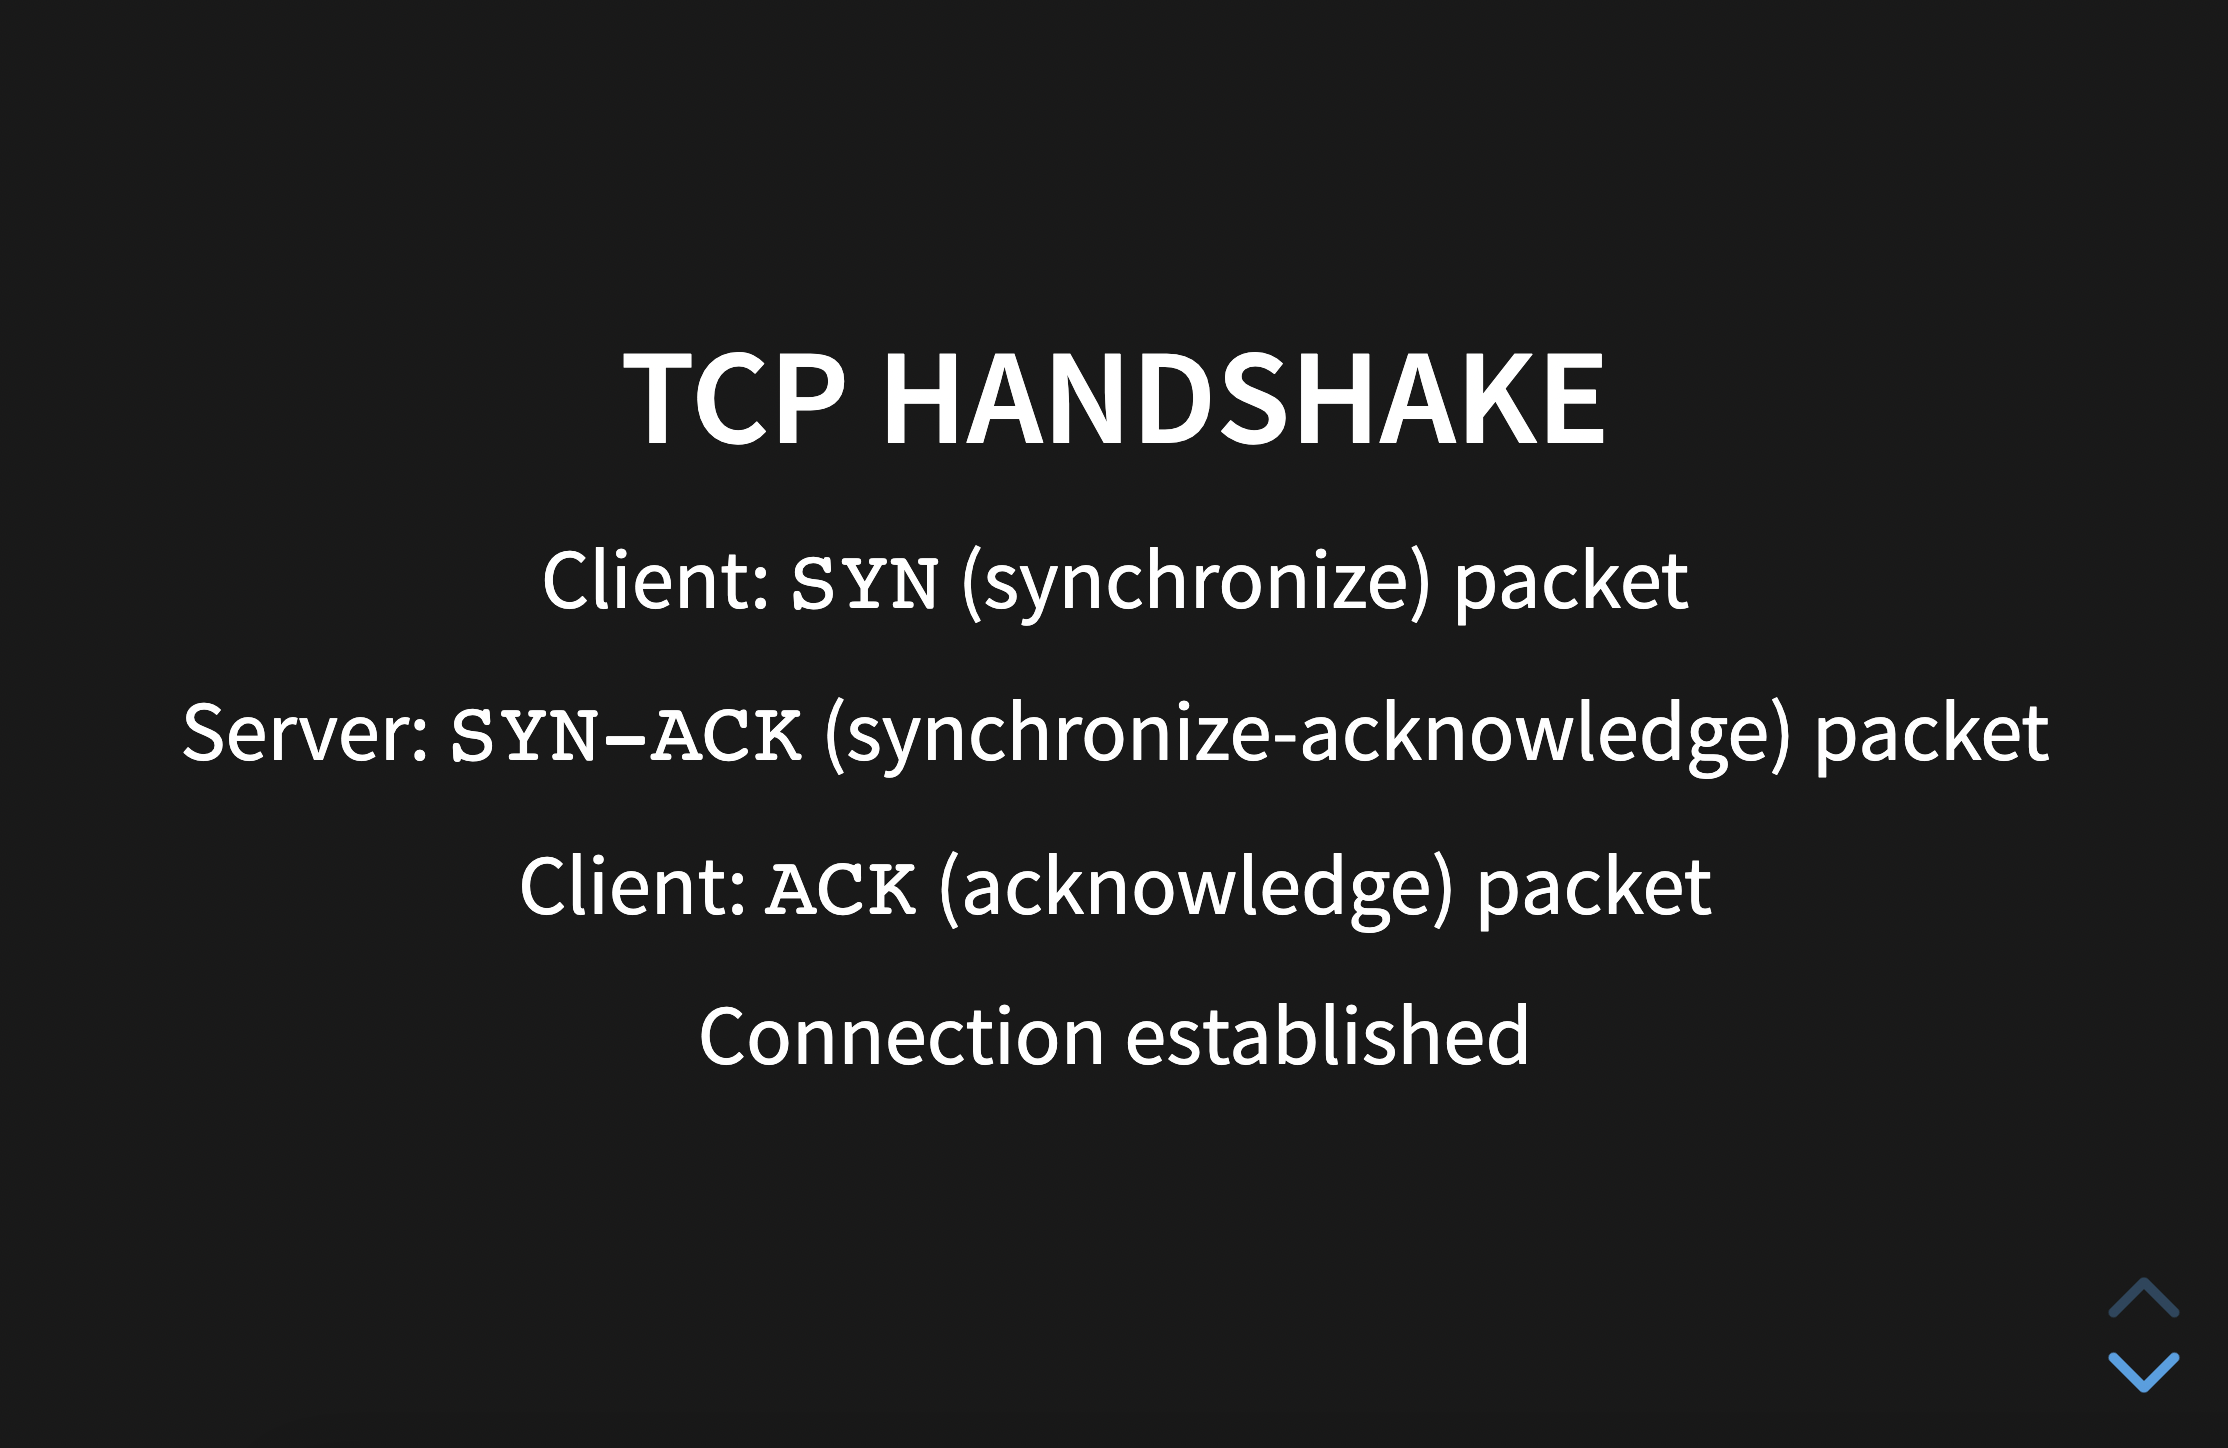 TCP HANDSHAKE
Client: SYN (synchronize) packet
Server: SYN-ACK (synchronize-acknowledge) packet
Client: ACK (acknowledge) packet
Connection established